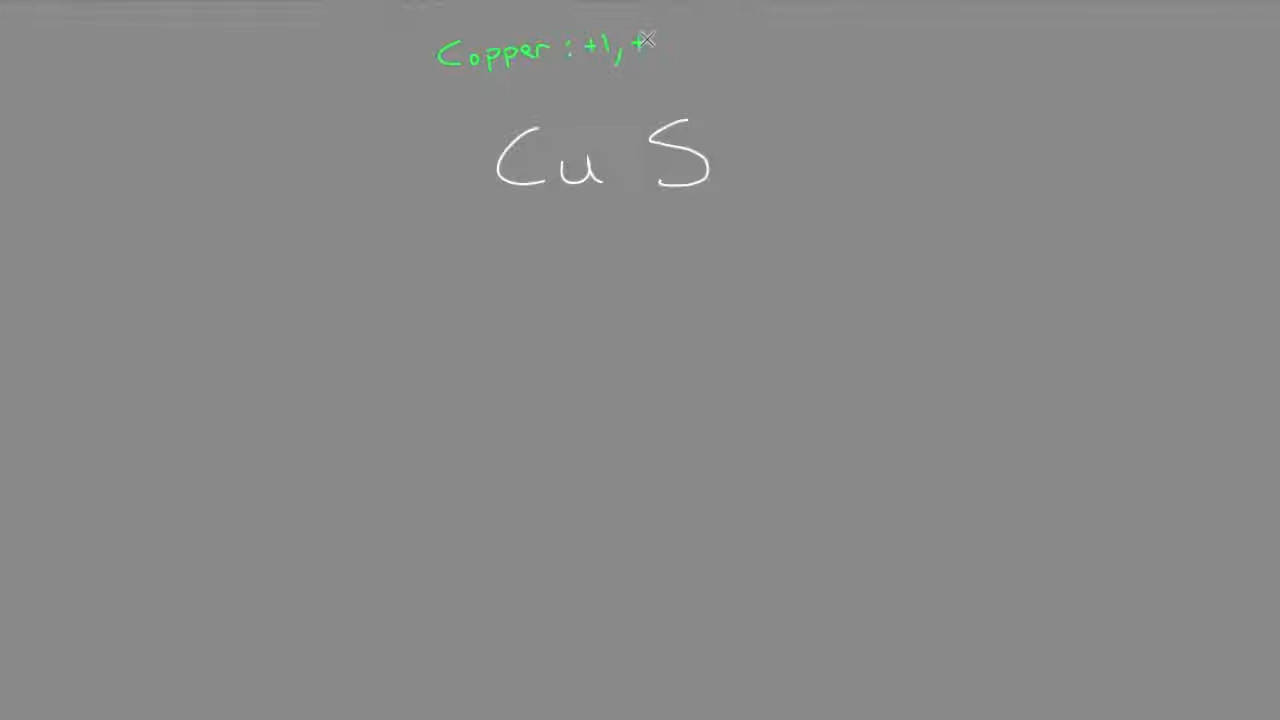 Copper : +1, +
Cu S